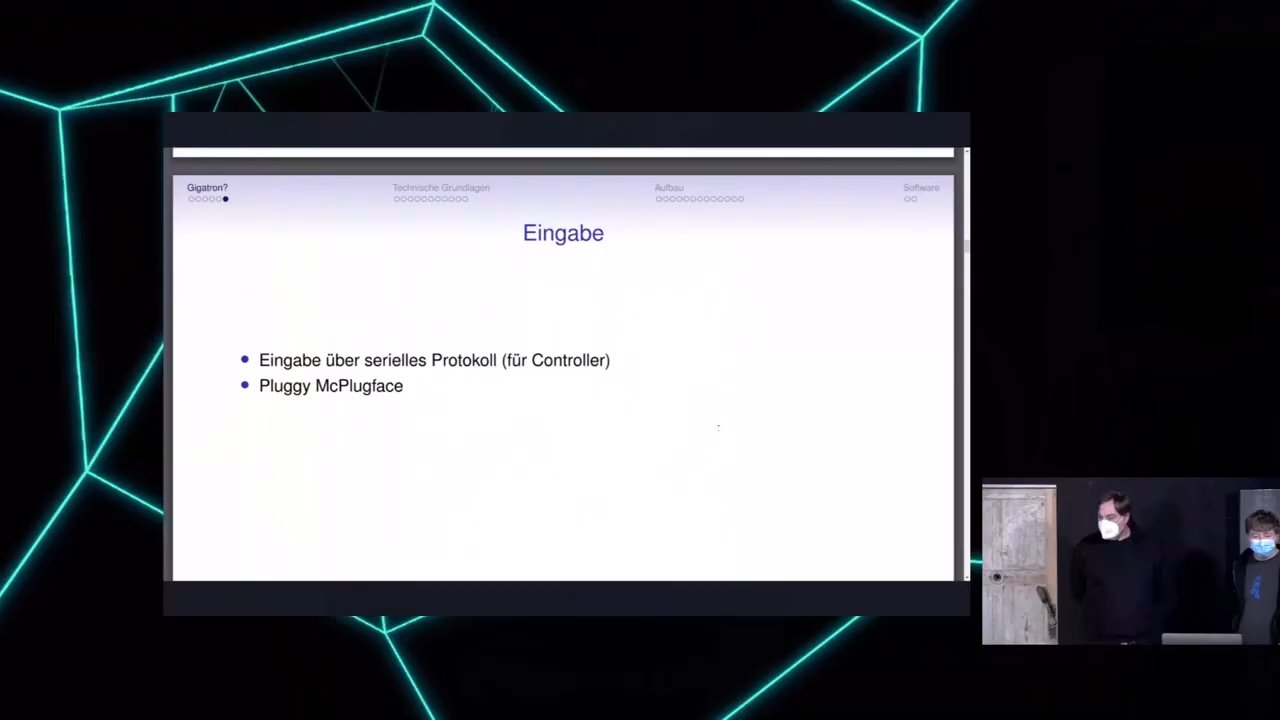 Gigatron?
Technische Grundlagen
Aufbau
Software
Eingabe
Eingabe über serielles Protokoll (für Controller)
Pluggy McPlugface